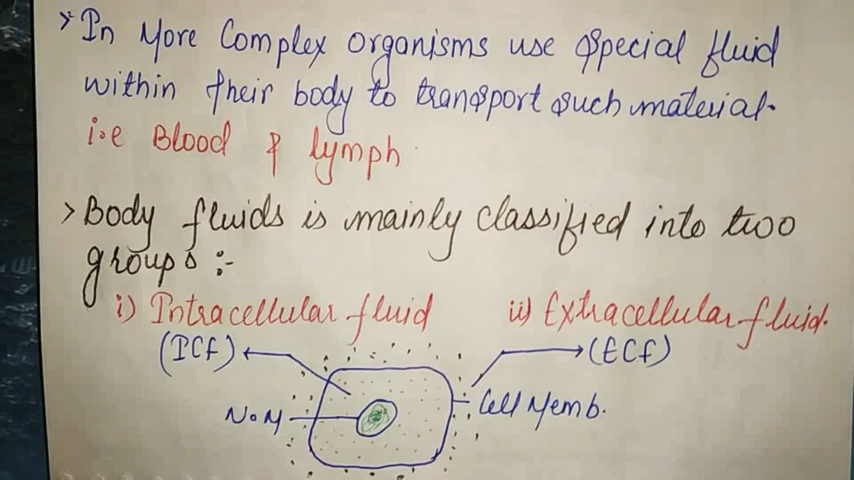 > In More Complex organisms use special fluid
within their body to transport such material.
i.e Blood & lymph.
> Body fluids is mainly classified into two
groups :-
i) Intracellular fluid ii) Extracellular fluid.
(ICF) (ECF)
N.M Cell Memb.